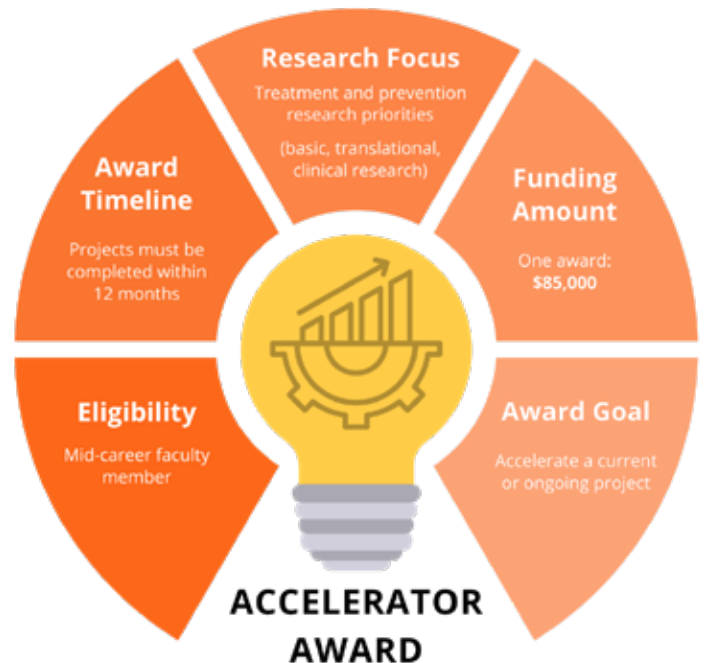 Eligibility
Mid-career faculty
member
Award
Timeline
Projects must be
completed within
12 months
Research Focus
Treatment and prevention
research priorities
(basic, translational,
clinical research)
Funding
Amount
One award:
$85,000
Award Goal
Accelerate a current
or ongoing project
ACCELERATOR
AWARD